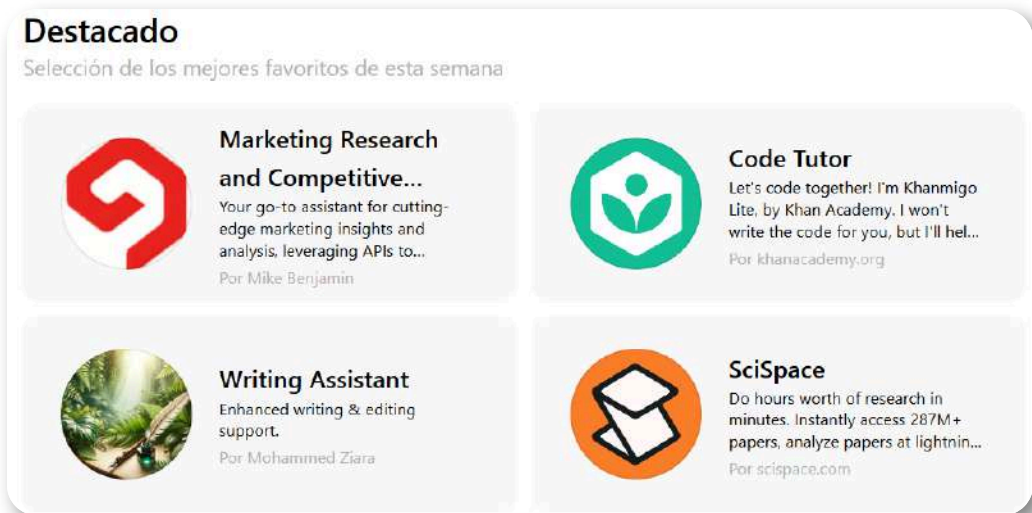 Destacado
Selección de los mejores favoritos de esta semana
Marketing Research
and Competitive...
Your go-to assistant for cutting-
edge marketing insights and
analysis, leveraging APIs to...
Por Mike Benjamin
Code Tutor
Let's code together! I'm Khanmigo
Lite, by Khan Academy. I won't
write the code for you, but I'll hel...
Por khanacademy.org
Writing Assistant
Enhanced writing & editing
support.
Por Mohammed Ziara
SciSpace
Do hours worth of research in
minutes. Instantly access 287M+
papers, analyze papers at lightnin...
Por scispace.com